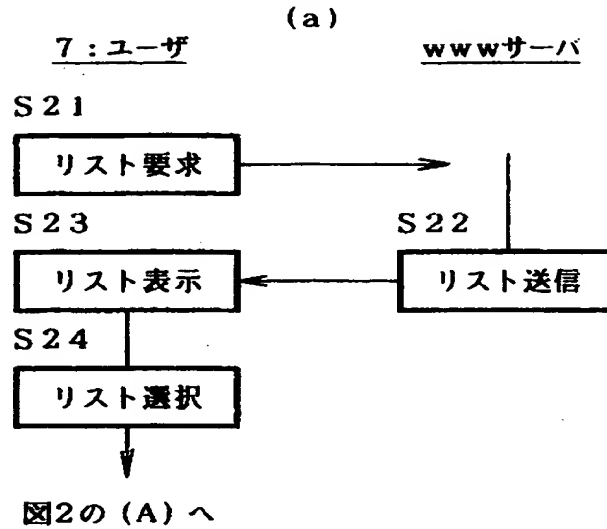 (a)
7：ユーザ
wwwサーバ
S21
リスト要求
S23
S22
リスト表示
リスト送信
S24
リスト選択
図2の (A) へ